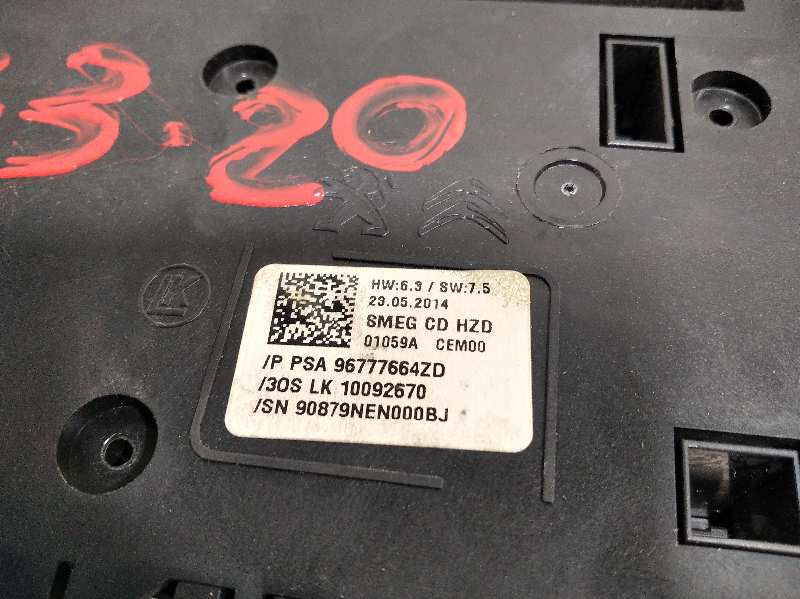 3.20
LK
HW:6.3 / SW:7.5
23.05.2014
SMEG CD HZD
01059A CEM00
/P PSA 96777664ZD
/3OS LK 10092670
/SN 90879NEN000BJ